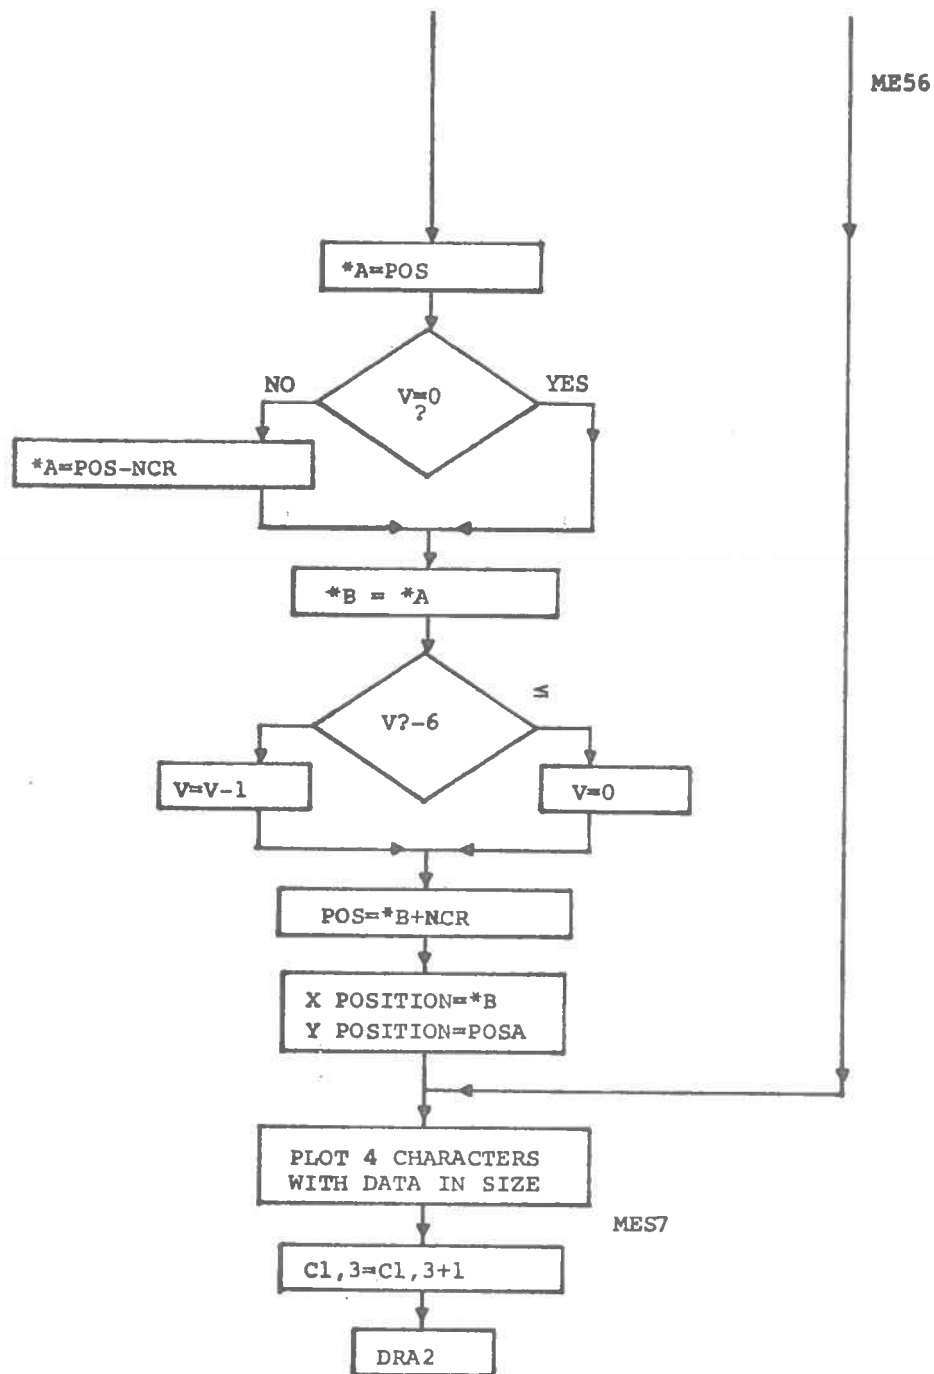 ME56
*A=POS
NO
YES
V=0
?
*A=POS-NCR
*B = *A
≤
V?-6
V=V-1
V=0
POS=*B+NCR
X POSITION=*B
Y POSITION=POSA
PLOT 4 CHARACTERS
WITH DATA IN SIZE
MES7
C1,3=C1,3+1
DRA2